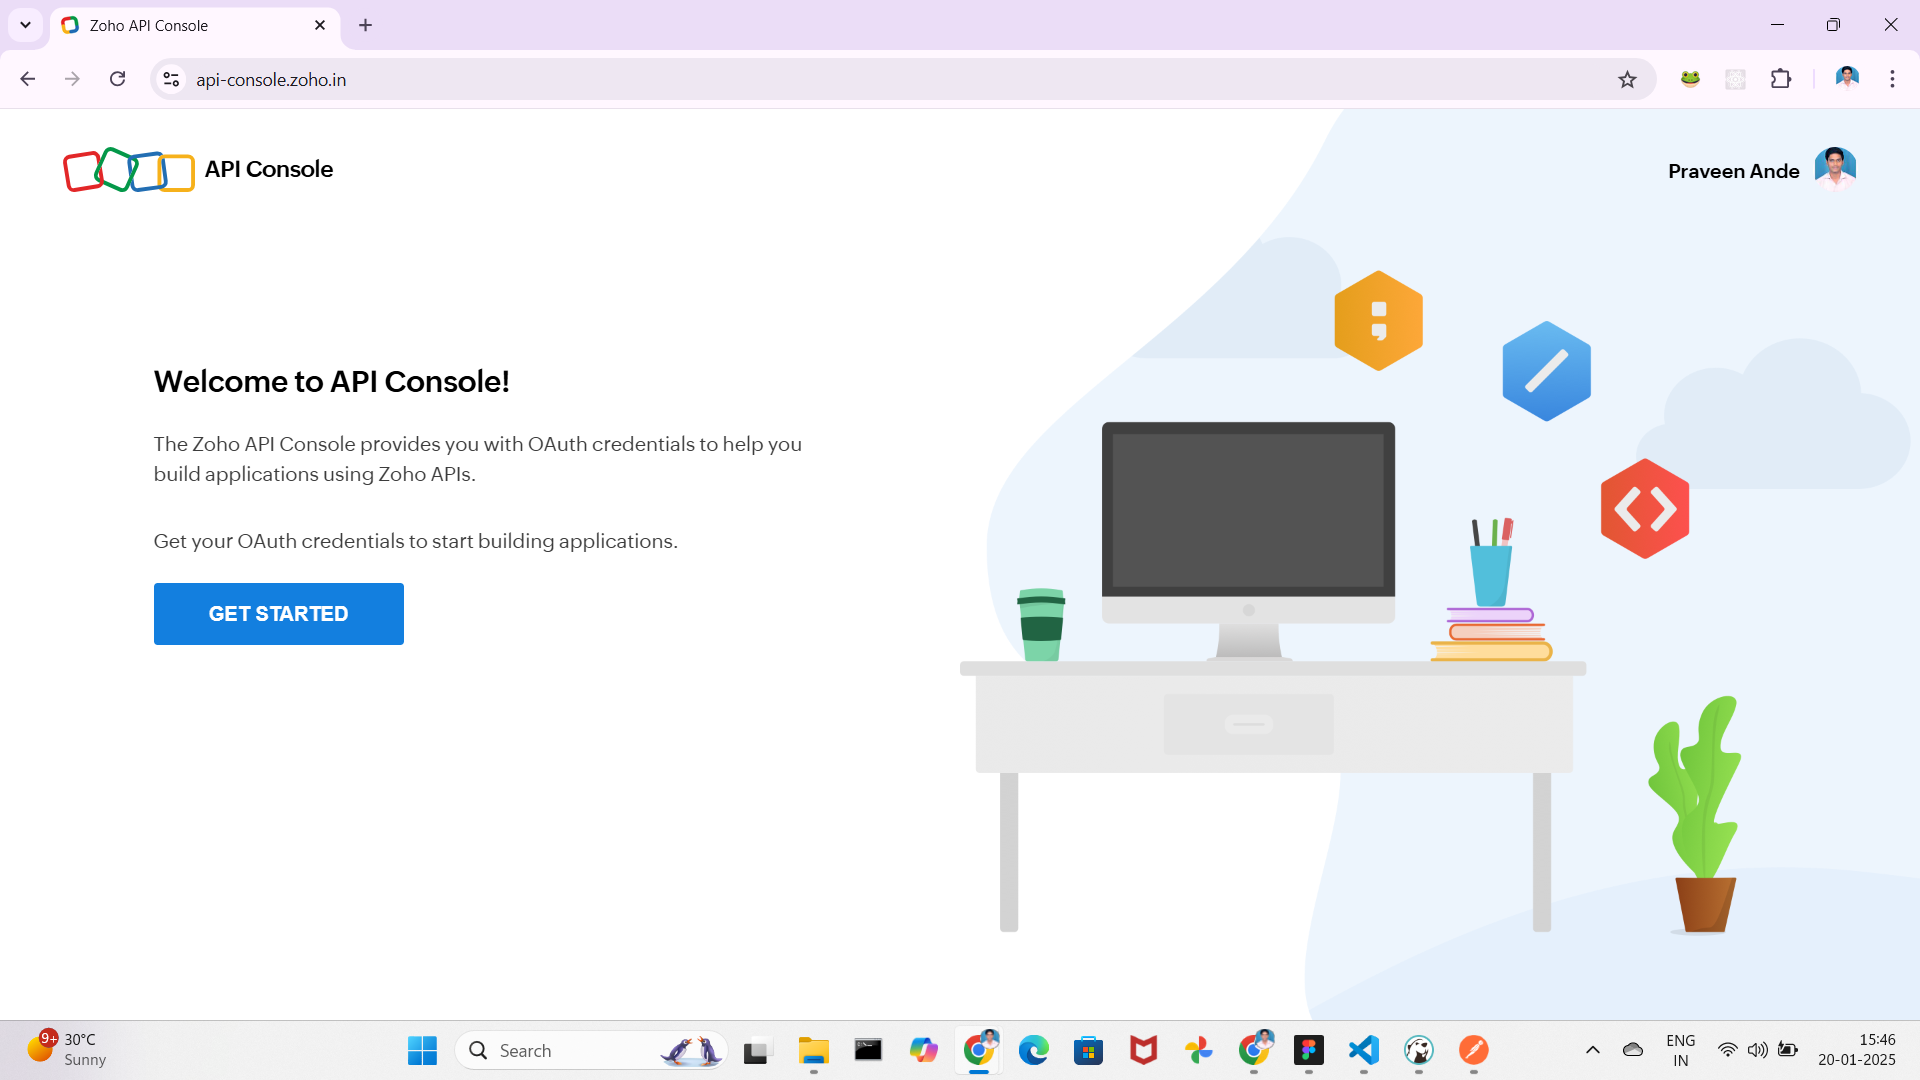 Zoho API Console
api-console.zoho.in
API Console
Praveen Ande
Welcome to API Console!
The Zoho API Console provides you with OAuth credentials to help you
build applications using Zoho APIs.
Get your OAuth credentials to start building applications.
GET STARTED
9+
30°C
Sunny
Search
ENG
IN
15:46
20-01-2025